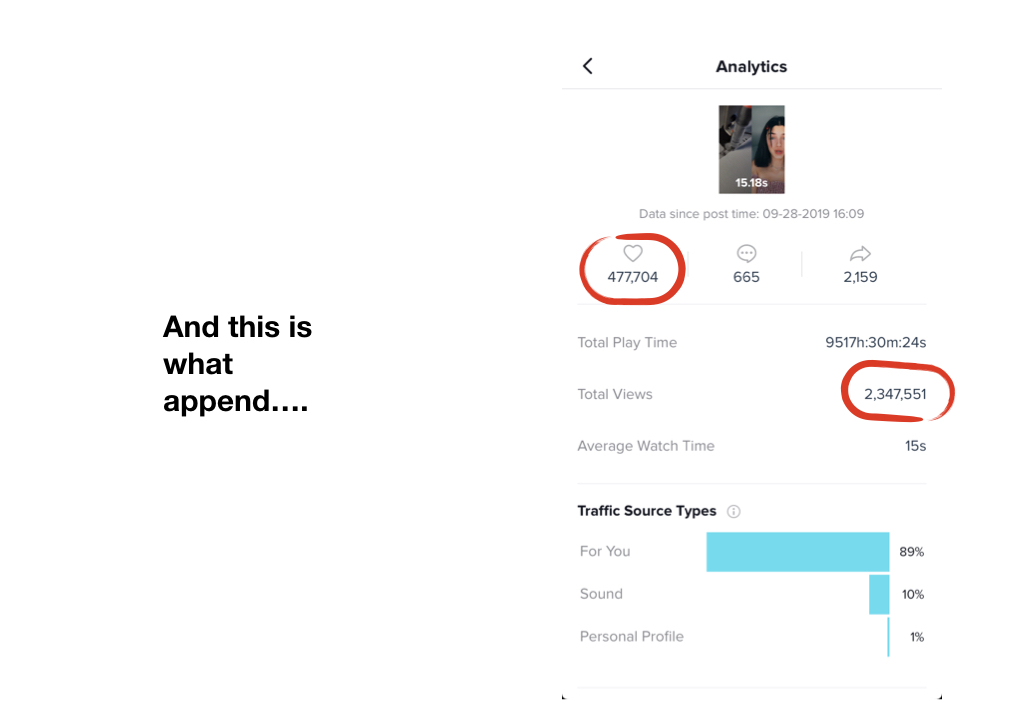 And this is
what
append....
Analytics
15.18s
Data since post time: 09-28-2019 16:09
477,704
665
2,159
Total Play Time
9517h:30m:24s
Total Views
2,347,551
Average Watch Time
15s
Traffic Source Types
For You
89%
Sound
10%
Personal Profile
1%